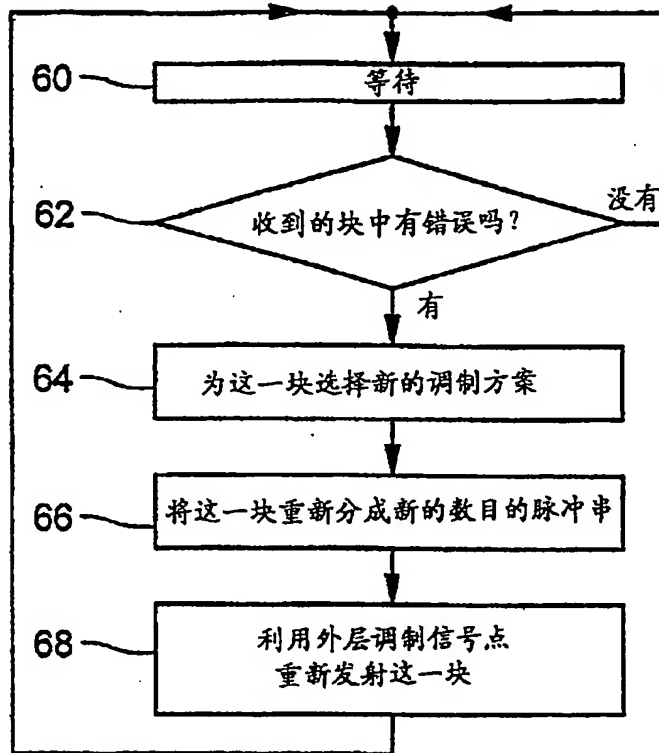 60
等待
62
收到的块中有错误吗?
没有
有
64
为这一块选择新的调制方案
66
将这一块重新分成新的数目的脉冲串
68
利用外层调制信号点
重新发射这一块